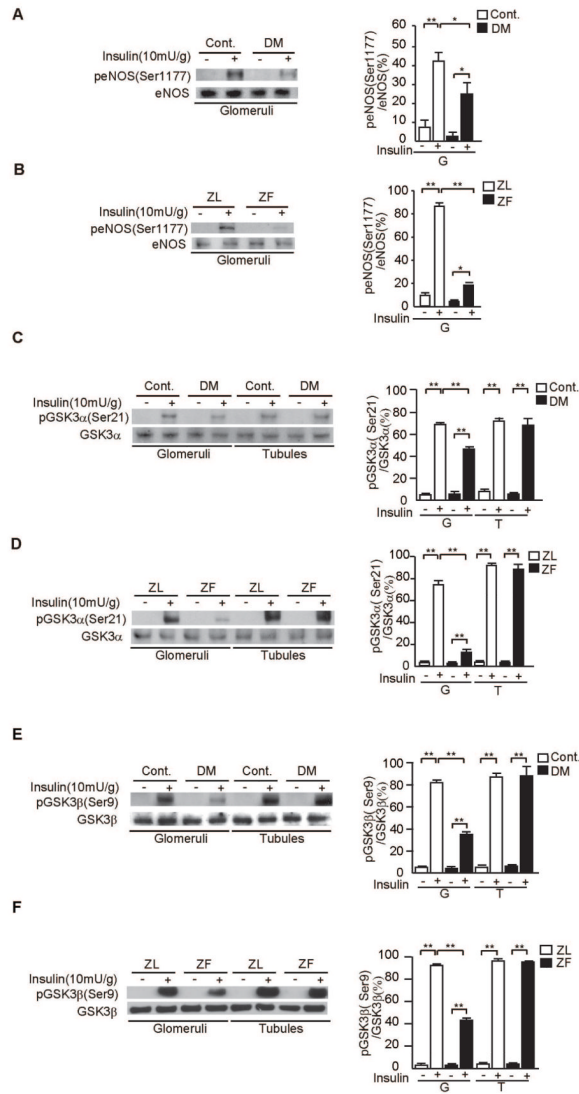 A
Cont. DM
Insulin(10mU/g) - + - +
peNOS(Ser1177)
eNOS
Glomeruli
peNOS(Ser1177)
/eNOS(%)
60
50
40
30
20
10
0
** *
*
Cont.
DM
Insulin - + - +
G
B
ZL ZF
Insulin(10mU/g) - + - +
peNOS(Ser1177)
eNOS
Glomeruli
peNOS(Ser1177)
/eNOS(%)
100
80
60
40
20
0
** **
*
ZL
ZF
Insulin - + - +
G
C
Cont. DM Cont. DM
Insulin(10mU/g) - + - + - + - +
pGSK3α(Ser21)
GSK3α
Glomeruli Tubules
pGSK3α( Ser21)
/GSK3α(%)
100
80
60
40
20
0
** ** ** **
**
Cont.
DM
Insulin - + - + - + - +
G T
D
ZL ZF ZL ZF
Insulin(10mU/g) - + - + - + - +
pGSK3α(Ser21)
GSK3α
Glomeruli Tubules
pGSK3α( Ser21)
/GSK3α(%)
100
80
60
40
20
0
** ** ** **
**
ZL
ZF
Insulin - + - + - + - +
G T
E
Cont. DM Cont. DM
Insulin(10mU/g) - + - + - + - +
pGSK3β(Ser9)
GSK3β
Glomeruli Tubules
pGSK3β( Ser9)
/GSK3β(%)
100
80
60
40
20
0
** ** ** **
**
Cont.
DM
Insulin - + - + - + - +
G T
F
ZL ZF ZL ZF
Insulin(10mU/g) - + - + - + - +
pGSK3β(Ser9)
GSK3β
Glomeruli Tubules
pGSK3β( Ser9)
/GSK3β(%)
100
80
60
40
20
0
** ** ** **
**
ZL
ZF
Insulin - + - + - + - +
G T